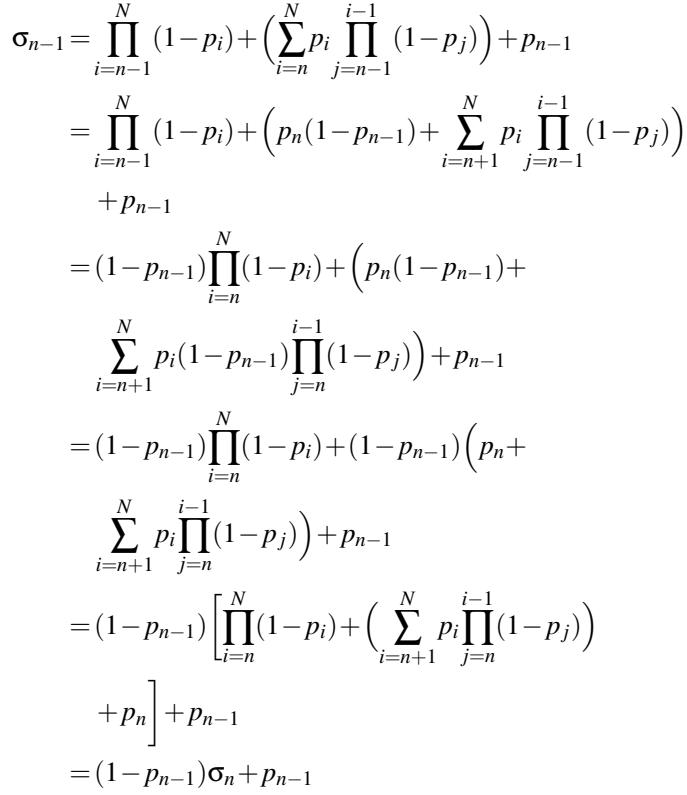 σ_{n−1} = ∏_{i=n−1}^{N} (1−p_i) + ( ∑_{i=n}^{N} p_i ∏_{j=n−1}^{i−1} (1−p_j) ) + p_{n−1}
= ∏_{i=n−1}^{N} (1−p_i) + ( p_n(1−p_{n−1}) + ∑_{i=n+1}^{N} p_i ∏_{j=n−1}^{i−1} (1−p_j) )
+ p_{n−1}
= (1−p_{n−1}) ∏_{i=n}^{N} (1−p_i) + ( p_n(1−p_{n−1}) +
∑_{i=n+1}^{N} p_i(1−p_{n−1}) ∏_{j=n}^{i−1} (1−p_j) ) + p_{n−1}
= (1−p_{n−1}) ∏_{i=n}^{N} (1−p_i) + (1−p_{n−1}) ( p_n +
∑_{i=n+1}^{N} p_i ∏_{j=n}^{i−1} (1−p_j) ) + p_{n−1}
= (1−p_{n−1}) [ ∏_{i=n}^{N} (1−p_i) + ( ∑_{i=n+1}^{N} p_i ∏_{j=n}^{i−1} (1−p_j) )
+ p_n ] + p_{n−1}
= (1−p_{n−1})σ_n + p_{n−1}